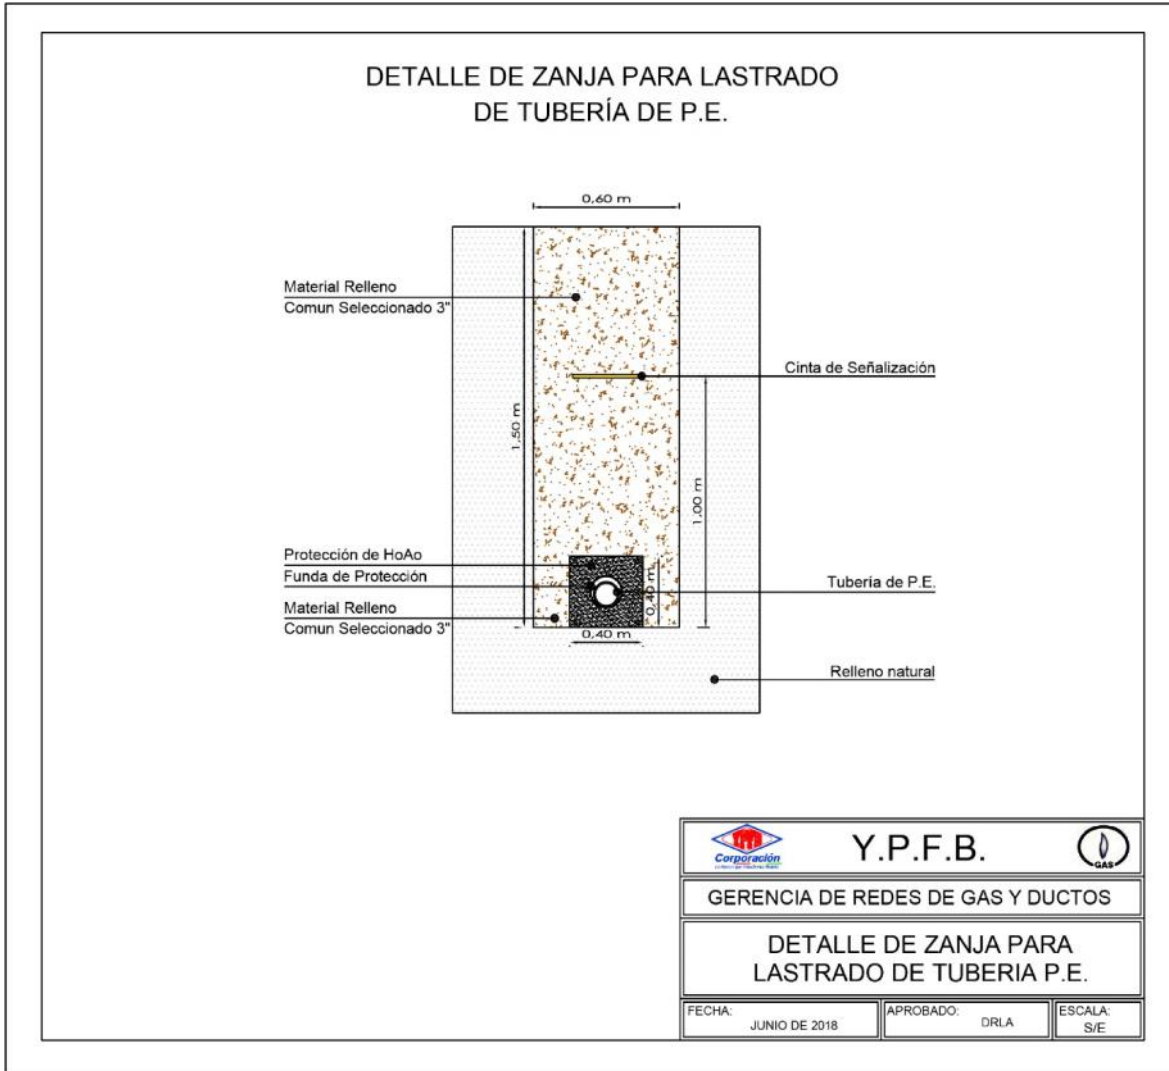 DETALLE DE ZANJA PARA LASTRADO
DE TUBERÍA DE P.E.
0,60 m
Material Relleno
Comun Seleccionado 3"
Cinta de Señalización
1,50 m
1,00 m
Protección de HoAo
Funda de Protección
Tubería de P.E.
0,40 m
Material Relleno
Comun Seleccionado 3"
0,40 m
Relleno natural
Corporación
Y.P.F.B.
GAS
GERENCIA DE REDES DE GAS Y DUCTOS
DETALLE DE ZANJA PARA
LASTRADO DE TUBERIA P.E.
FECHA:
JUNIO DE 2018
APROBADO:
DRLA
ESCALA:
S/E